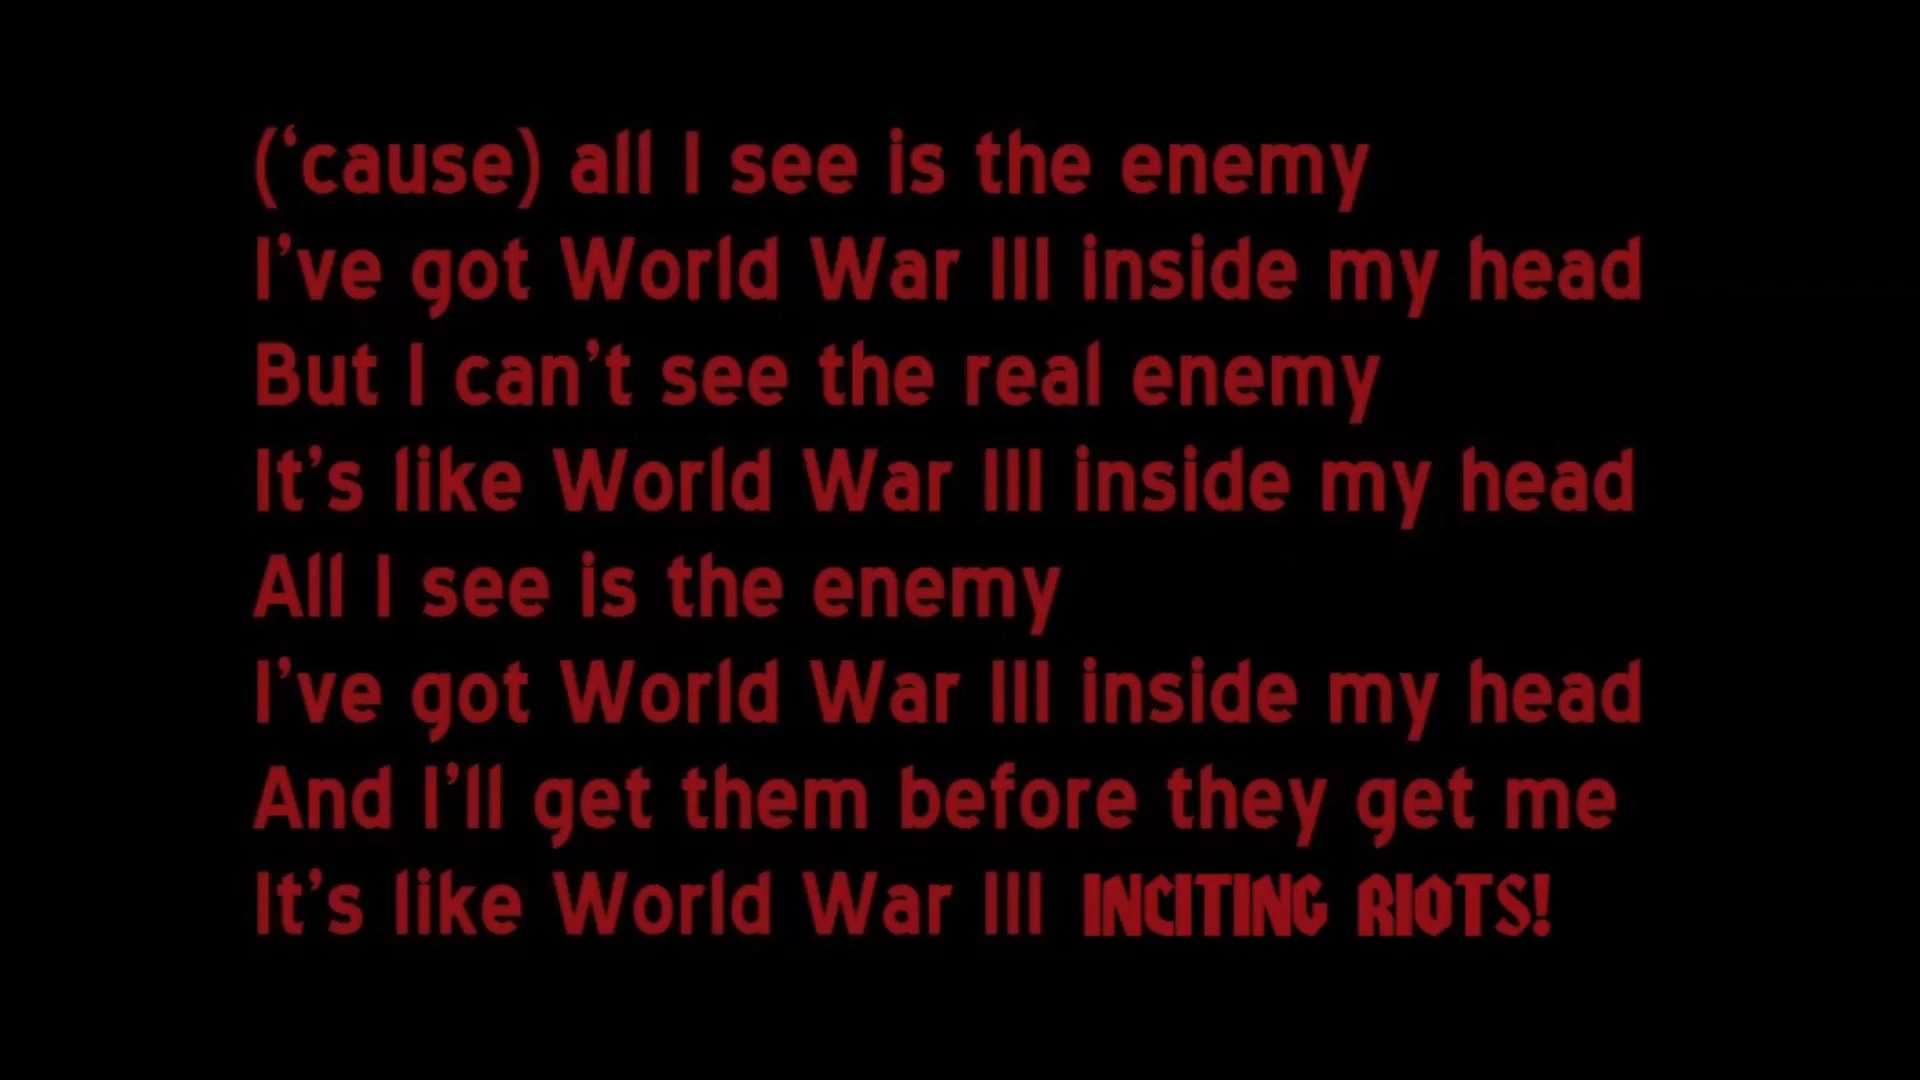 (‘cause) all I see is the enemy
I’ve got World War III inside my head
But I can’t see the real enemy
It’s like World War III inside my head
All I see is the enemy
I’ve got World War III inside my head
And I’ll get them before they get me
It’s like World War III INCITING RIOTS!